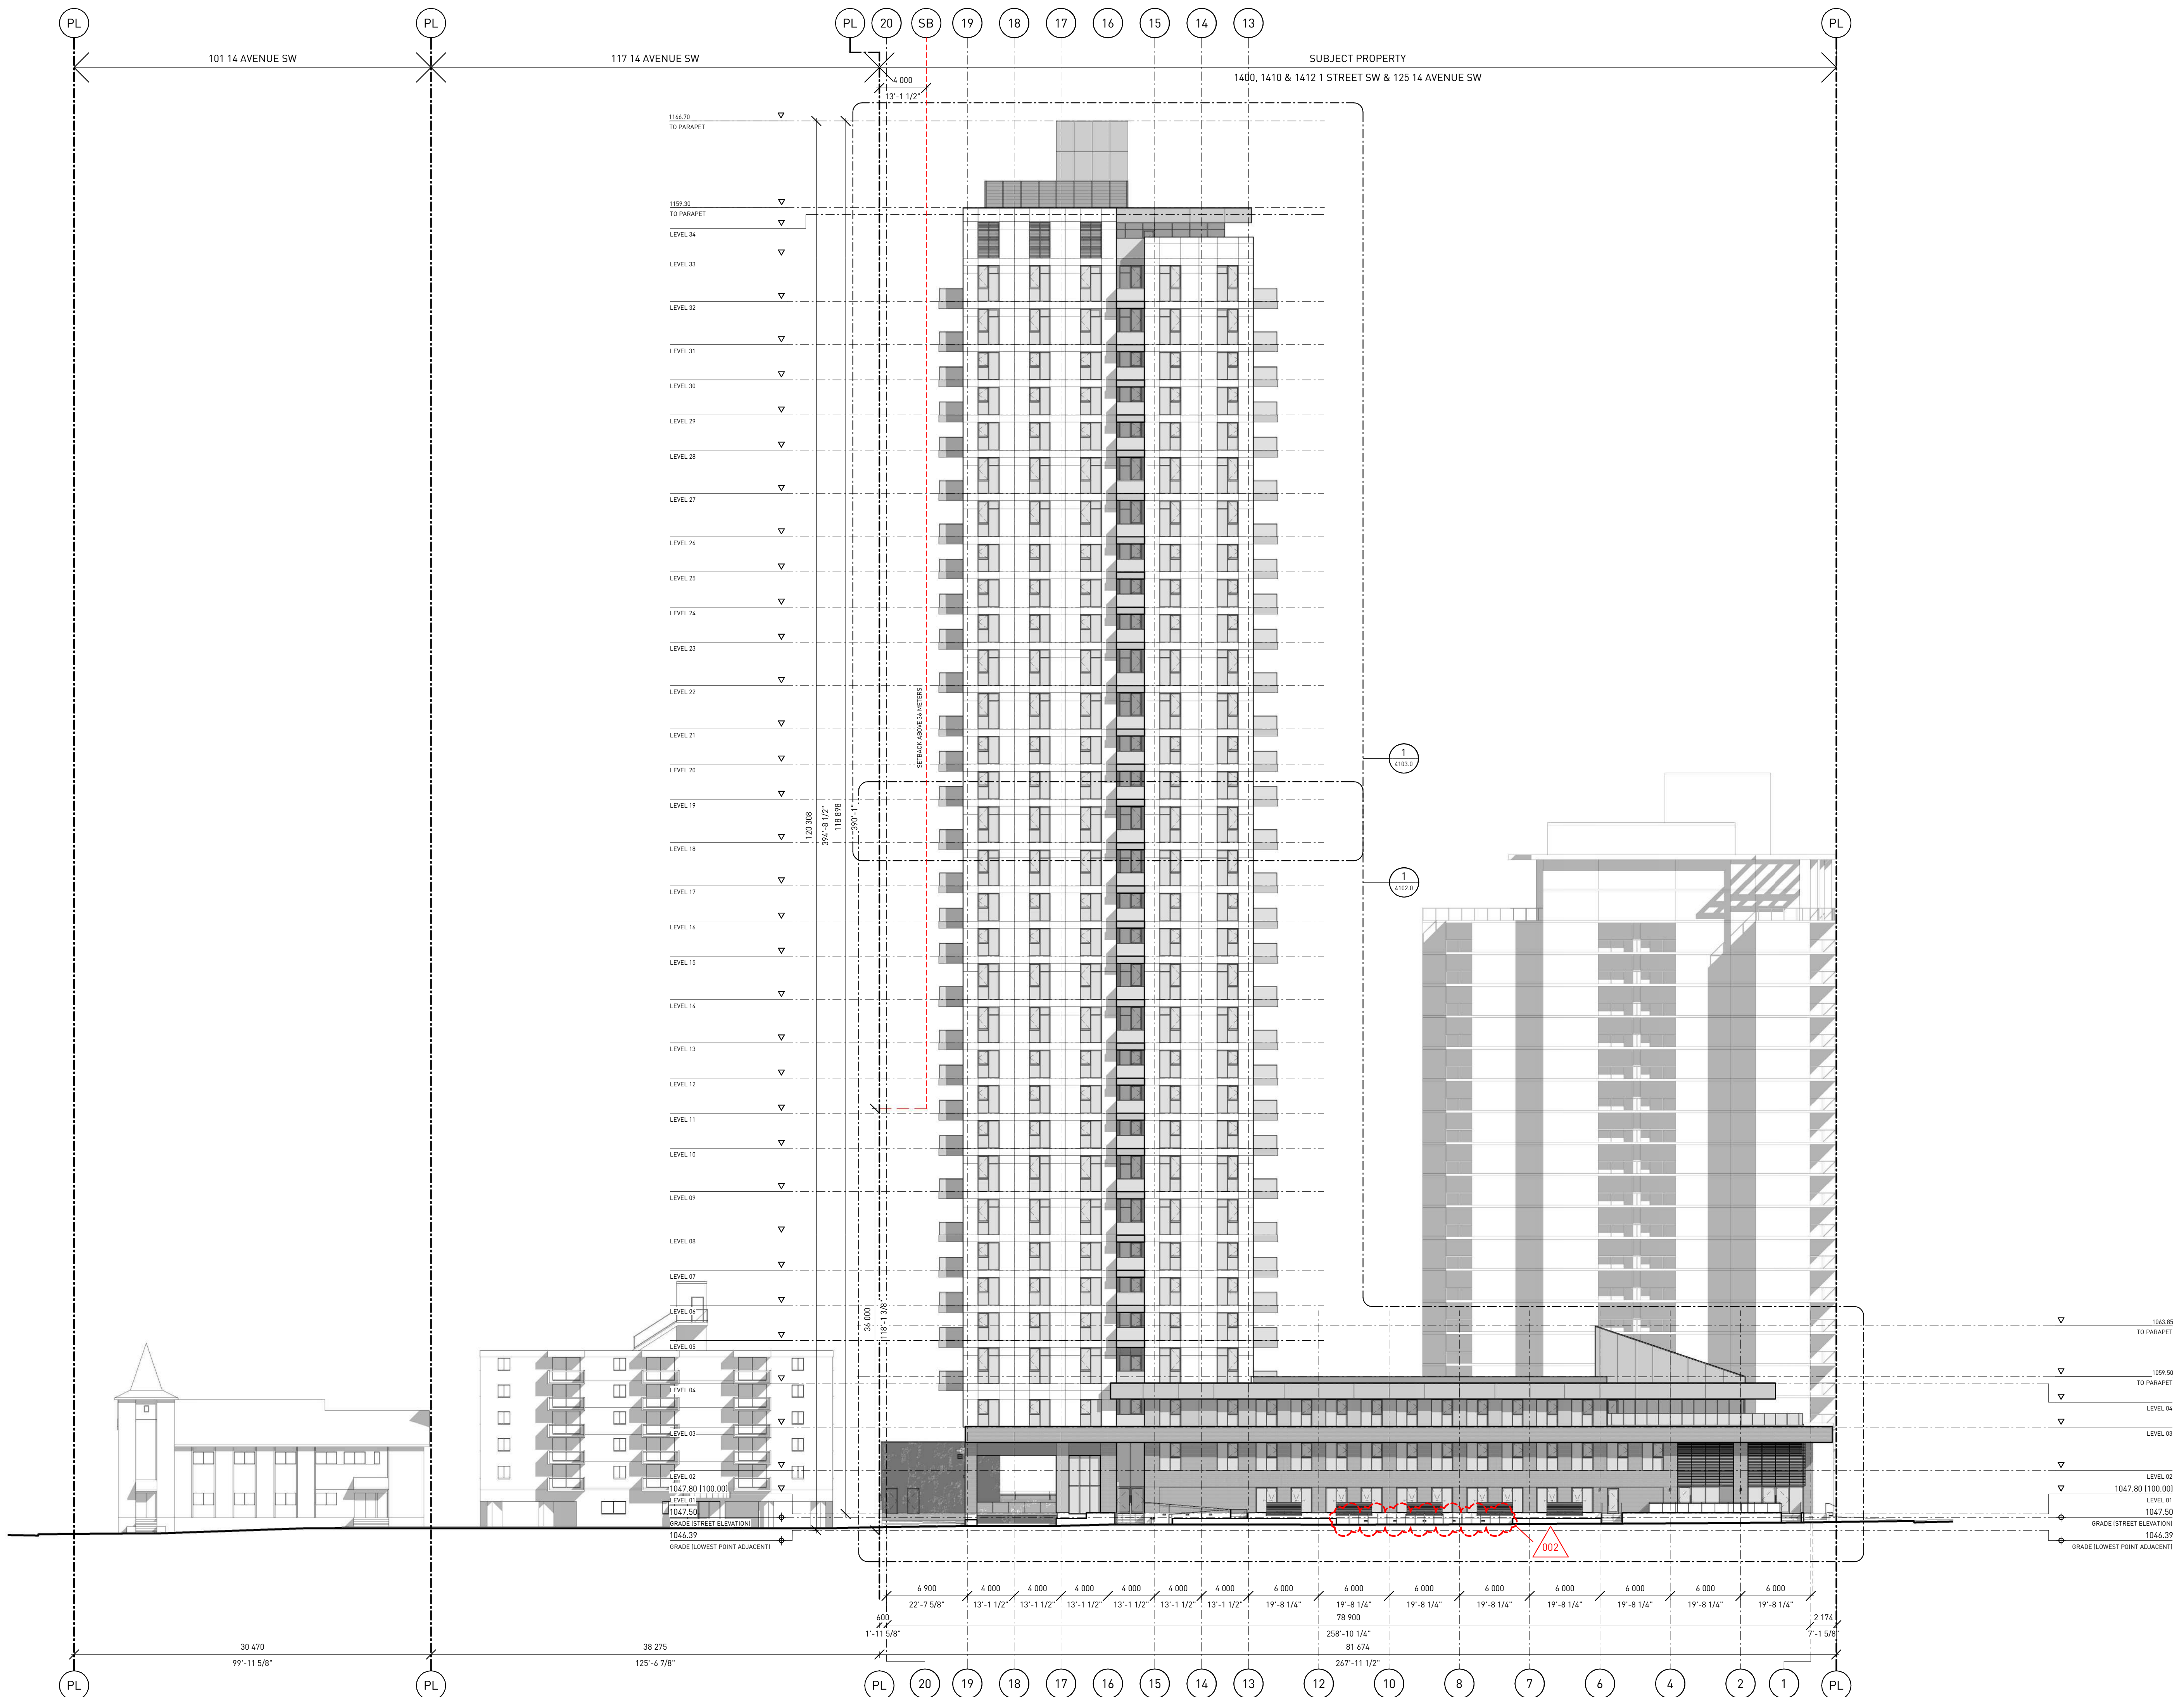 PL
PL
PL
20
SB
19
18
17
16
15
14
13
PL
101 14 AVENUE SW
117 14 AVENUE SW
SUBJECT PROPERTY
1400, 1410 & 1412 1 STREET SW & 125 14 AVENUE SW
4 000
13'-1 1/2"
1166.70
TO PARAPET
1159.30
TO PARAPET
LEVEL 34
LEVEL 33
LEVEL 32
LEVEL 31
LEVEL 30
LEVEL 29
LEVEL 28
LEVEL 27
LEVEL 26
LEVEL 25
LEVEL 24
LEVEL 23
LEVEL 22
LEVEL 21
LEVEL 20
LEVEL 19
LEVEL 18
LEVEL 17
LEVEL 16
LEVEL 15
LEVEL 14
LEVEL 13
LEVEL 12
LEVEL 11
LEVEL 10
LEVEL 09
LEVEL 08
LEVEL 07
LEVEL 06
LEVEL 05
LEVEL 04
LEVEL 03
LEVEL 02
1047.80 [100.00]
LEVEL 01
1047.50
GRADE (STREET ELEVATION)
1046.39
GRADE (LOWEST POINT ADJACENT)
SETBACK ABOVE 36 METERS
120 308
394'-8 1/2"
118 898
390'-1"
36 000
118'-1 3/8"
1
4103.0
1
4102.0
1063.85
TO PARAPET
1059.50
TO PARAPET
LEVEL 04
LEVEL 03
LEVEL 02
1047.80 [100.00]
LEVEL 01
1047.50
GRADE (STREET ELEVATION)
1046.39
GRADE (LOWEST POINT ADJACENT)
002
6 900
4 000
4 000
4 000
4 000
4 000
4 000
6 000
6 000
6 000
6 000
6 000
6 000
6 000
6 000
22'-7 5/8"
13'-1 1/2"
13'-1 1/2"
13'-1 1/2"
13'-1 1/2"
13'-1 1/2"
13'-1 1/2"
19'-8 1/4"
19'-8 1/4"
19'-8 1/4"
19'-8 1/4"
19'-8 1/4"
19'-8 1/4"
19'-8 1/4"
19'-8 1/4"
600
78 900
2 174
1'-11 5/8"
258'-10 1/4"
7'-1 5/8"
30 470
38 275
81 674
99'-11 5/8"
125'-6 7/8"
267'-11 1/2"
PL
PL
PL
20
19
18
17
16
15
14
13
12
10
8
7
6
4
2
1
PL